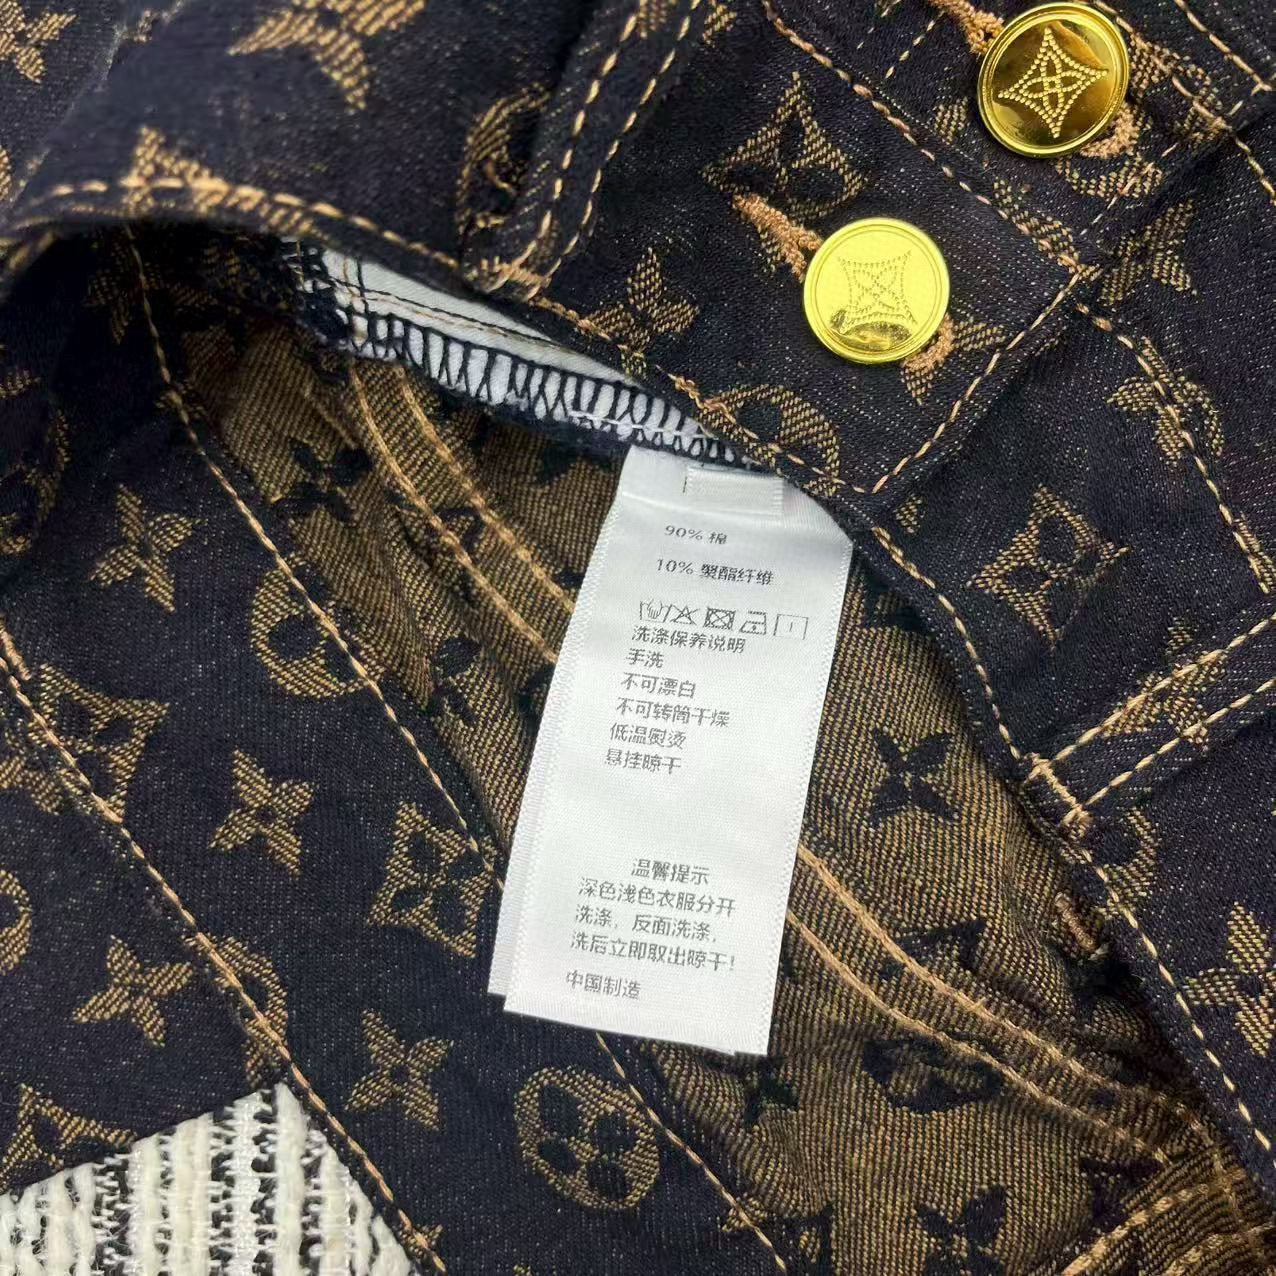 90% 棉
10% 聚酯纤维
洗涤保养说明
手洗
不可漂白
不可转筒干燥
低温熨烫
悬挂晾干
温馨提示
深色浅色衣服分开
洗涤，反面洗涤，
洗后立即取出晾干！
中国制造